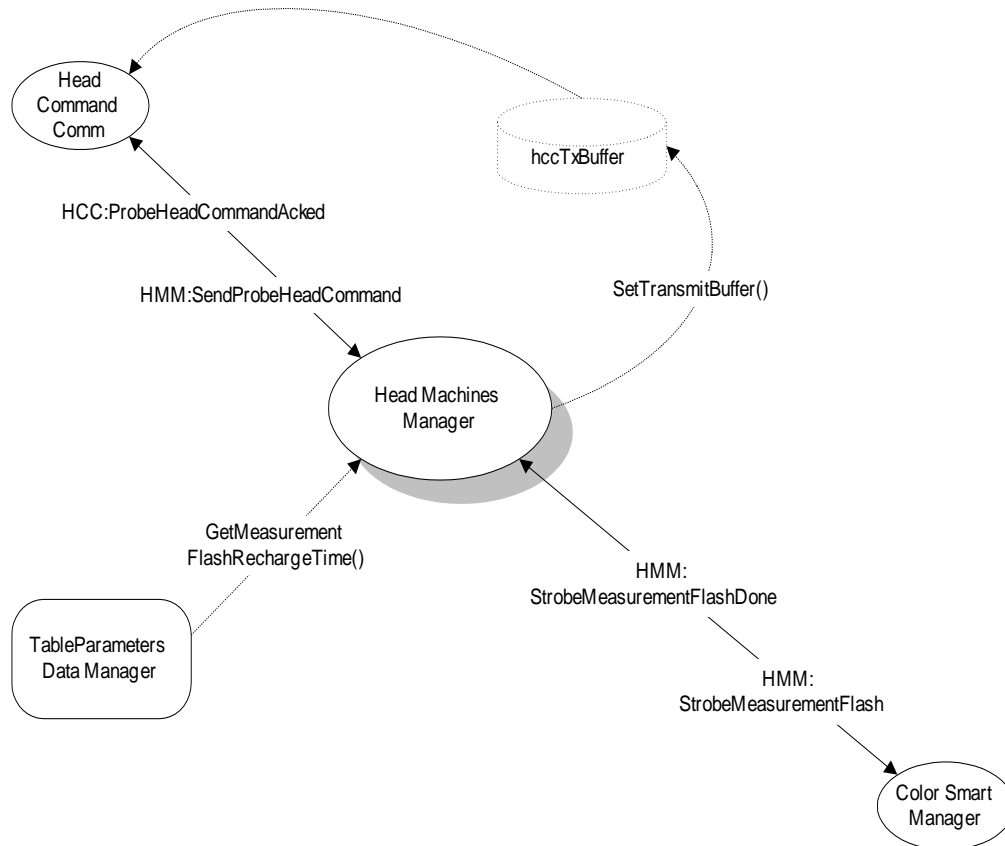 Head
Command
Comm
hccTxBuffer
HCC:ProbeHeadCommandAcked
HMM:SendProbeHeadCommand
SetTransmitBuffer()
Head Machines
Manager
GetMeasurement
FlashRechargeTime()
HMM:
StrobeMeasurementFlashDone
TableParameters
Data Manager
HMM:
StrobeMeasurementFlash
Color Smart
Manager